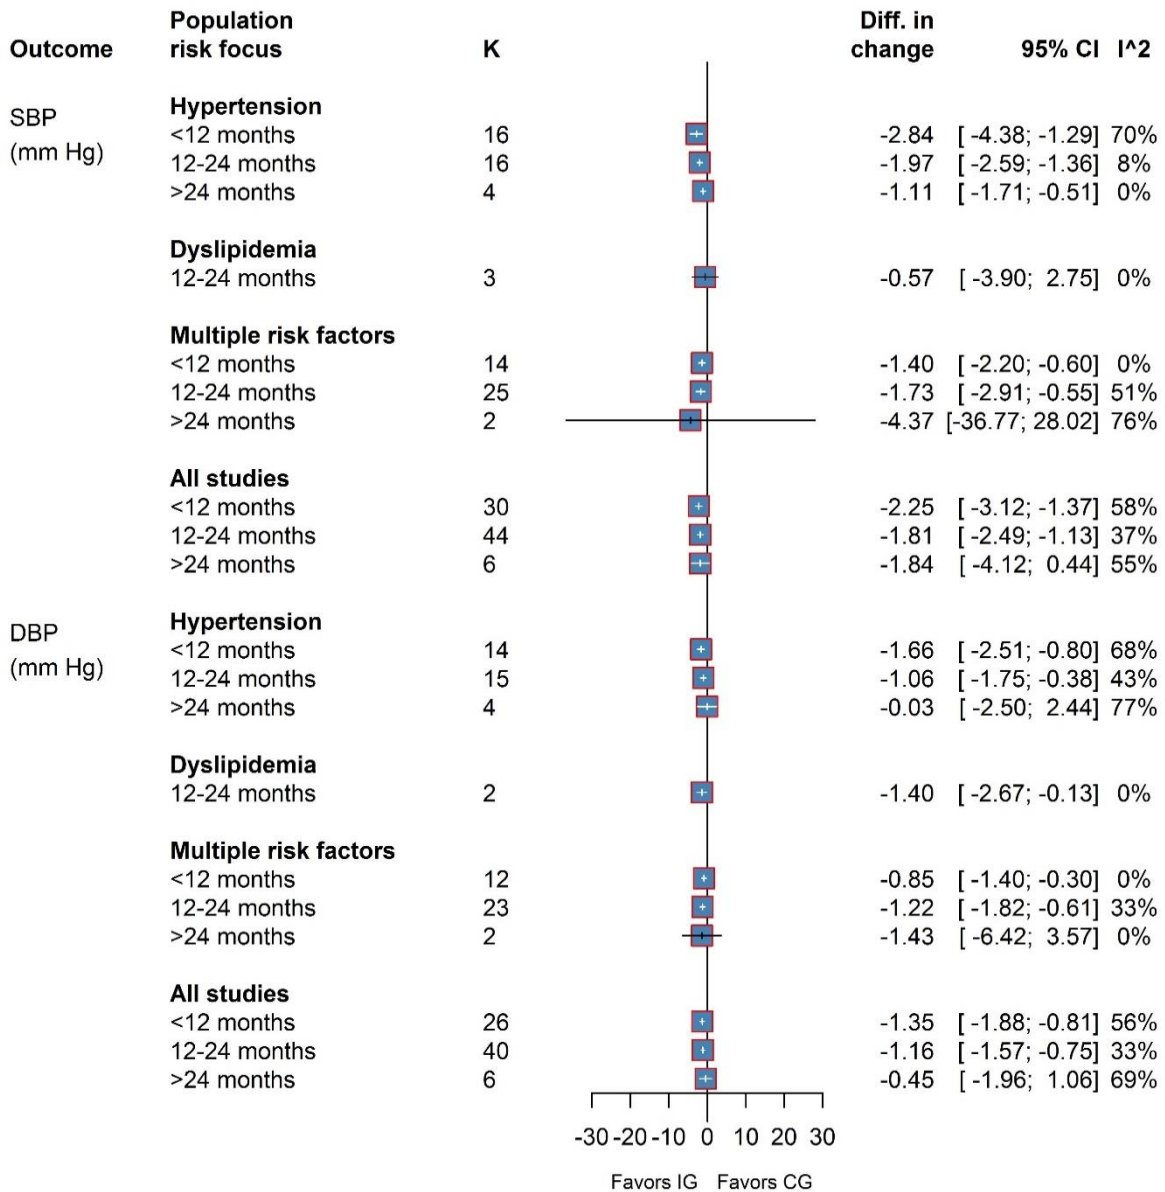 Outcome Population risk focus K Diff. in change 95% CI I^2
SBP (mm Hg)
Hypertension
<12 months 16 -2.84 [ -4.38; -1.29] 70%
12-24 months 16 -1.97 [ -2.59; -1.36] 8%
>24 months 4 -1.11 [ -1.71; -0.51] 0%
Dyslipidemia
12-24 months 3 -0.57 [ -3.90; 2.75] 0%
Multiple risk factors
<12 months 14 -1.40 [ -2.20; -0.60] 0%
12-24 months 25 -1.73 [ -2.91; -0.55] 51%
>24 months 2 -4.37 [-36.77; 28.02] 76%
All studies
<12 months 30 -2.25 [ -3.12; -1.37] 58%
12-24 months 44 -1.81 [ -2.49; -1.13] 37%
>24 months 6 -1.84 [ -4.12; 0.44] 55%
DBP (mm Hg)
Hypertension
<12 months 14 -1.66 [ -2.51; -0.80] 68%
12-24 months 15 -1.06 [ -1.75; -0.38] 43%
>24 months 4 -0.03 [ -2.50; 2.44] 77%
Dyslipidemia
12-24 months 2 -1.40 [ -2.67; -0.13] 0%
Multiple risk factors
<12 months 12 -0.85 [ -1.40; -0.30] 0%
12-24 months 23 -1.22 [ -1.82; -0.61] 33%
>24 months 2 -1.43 [ -6.42; 3.57] 0%
All studies
<12 months 26 -1.35 [ -1.88; -0.81] 56%
12-24 months 40 -1.16 [ -1.57; -0.75] 33%
>24 months 6 -0.45 [ -1.96; 1.06] 69%
-30 -20 -10 0 10 20 30
Favors IG Favors CG